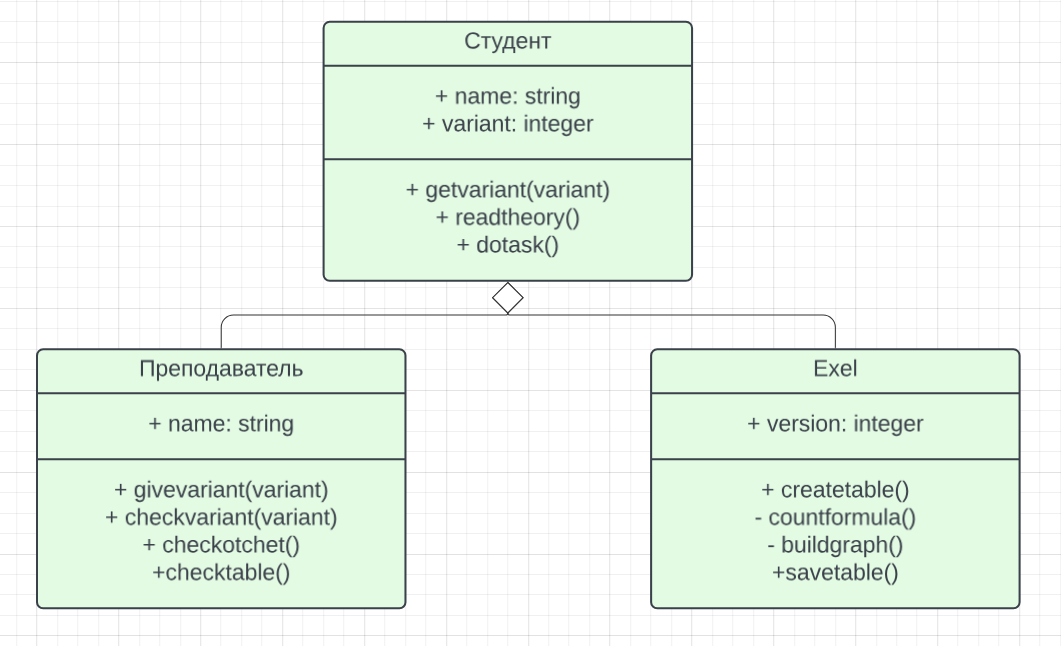 Студент
+ name: string
+ variant: integer
+ getvariant(variant)
+ readtheory()
+ dotask()
Преподаватель
+ name: string
+ givevariant(variant)
+ checkvariant(variant)
+ checkotchet()
+checktable()
Exel
+ version: integer
+ createtable()
- countformula()
- buildgraph()
+savetable()